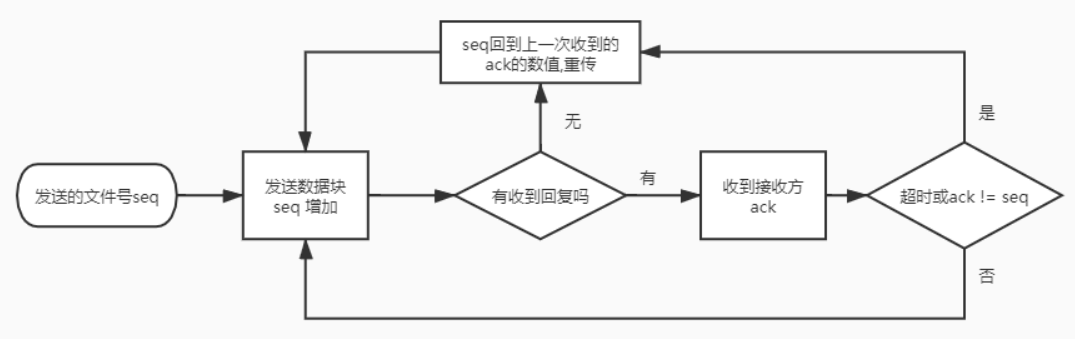 seq回到上一次收到的
ack的数值,重传
无
是
发送的文件号seq
发送数据块
seq 增加
有收到回复吗
有
收到接收方
ack
超时或ack != seq
否